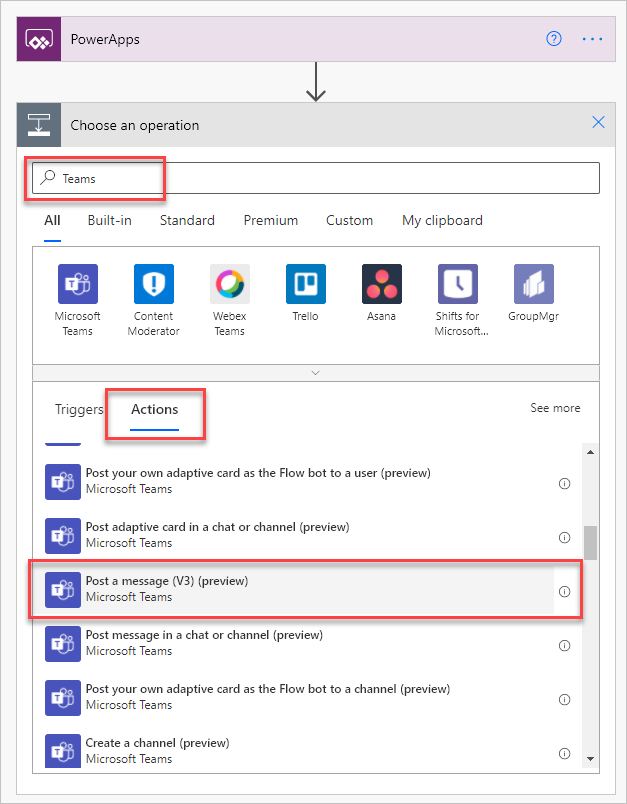 PowerApps
Choose an operation
Teams
All Built-in Standard Premium Custom My clipboard
Microsoft Teams
Content Moderator
Webex Teams
Trello
Asana
Shifts for Microsoft...
GroupMgr
Triggers Actions See more
Post your own adaptive card as the Flow bot to a user (preview)
Microsoft Teams
Post adaptive card in a chat or channel (preview)
Microsoft Teams
Post a message (V3) (preview)
Microsoft Teams
Post message in a chat or channel (preview)
Microsoft Teams
Post your own adaptive card as the Flow bot to a channel (preview)
Microsoft Teams
Create a channel (preview)
Microsoft Teams